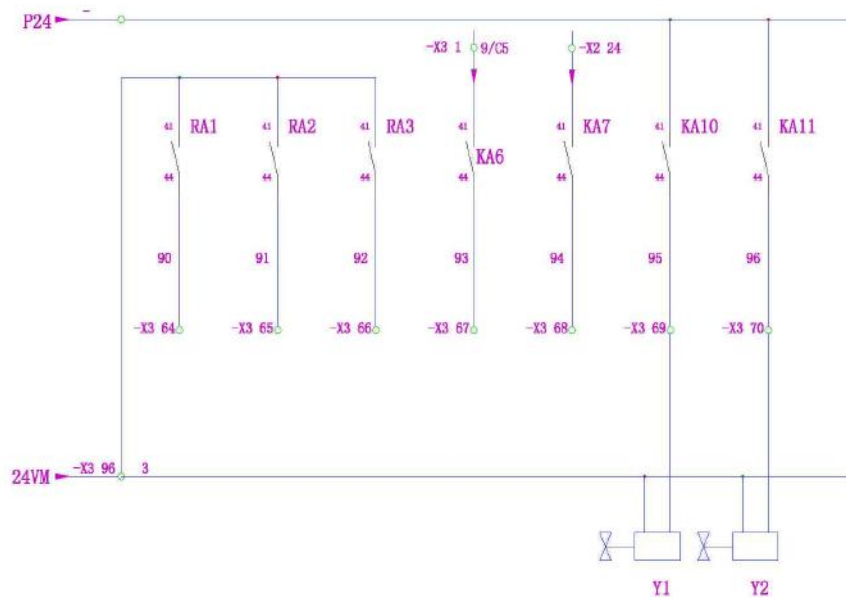 P24 -
-X3 1 9/C5 -X2 24
41 RA1 41 RA2 41 RA3 41 41 KA7 41 KA10 41 KA11
KA6
44 44 44 44 44 44 44
90 91 92 93 94 95 96
-X3 64 -X3 65 -X3 66 -X3 67 -X3 68 -X3 69 -X3 70
24VM -X3 96 3
Y1 Y2